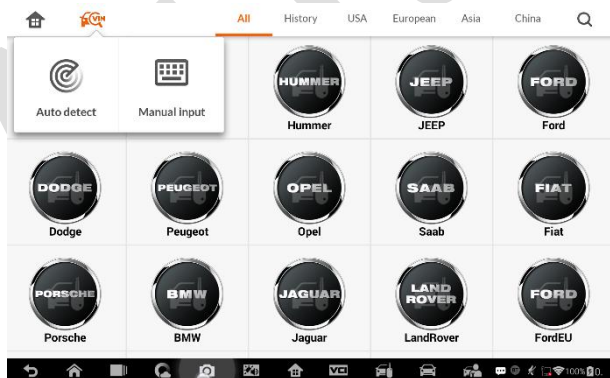 VIN
All History USA European Asia China
Auto detect Manual input
HUMMER JEEP FORD
Hummer JEEP Ford
DODGE PEUGEOT OPEL SAAB FIAT
Dodge Peugeot Opel Saab Fiat
PORSCHE BMW JAGUAR LAND ROVER FORD
Porsche BMW Jaguar LandRover FordEU
VCI 100%